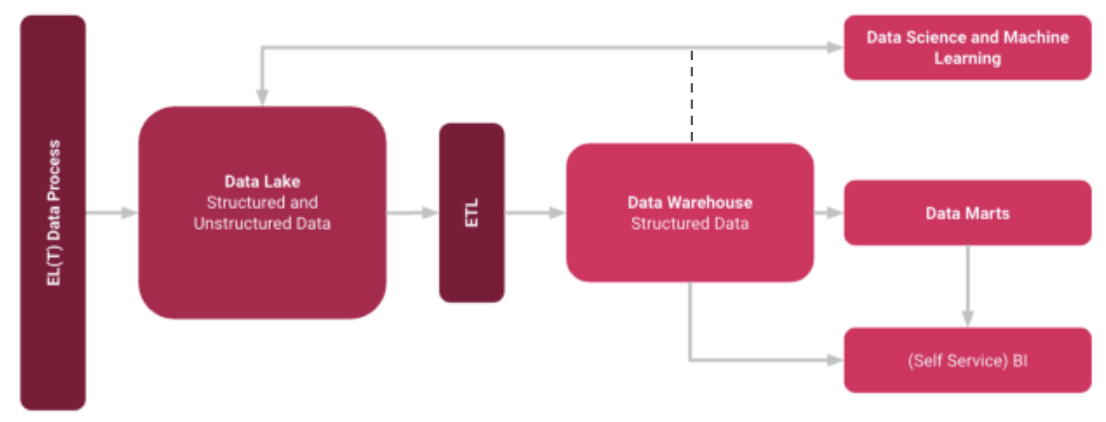 EL(T) Data Process
Data Lake
Structured and
Unstructured Data
ETL
Data Warehouse
Structured Data
Data Science and Machine
Learning
Data Marts
(Self Service) BI